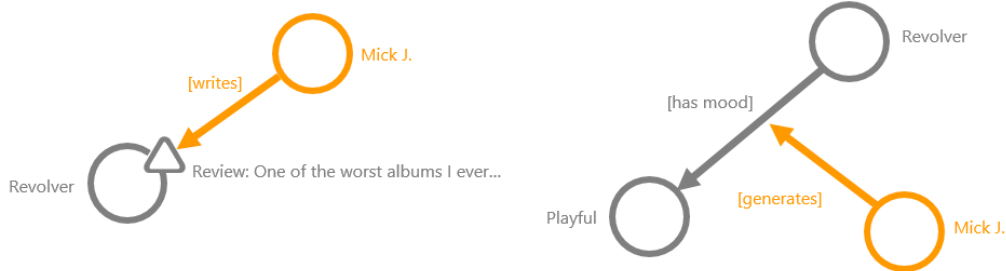 Mick J.
[writes]
Revolver
Review: One of the worst albums I ever...
Revolver
[has mood]
Playful
[generates]
Mick J.